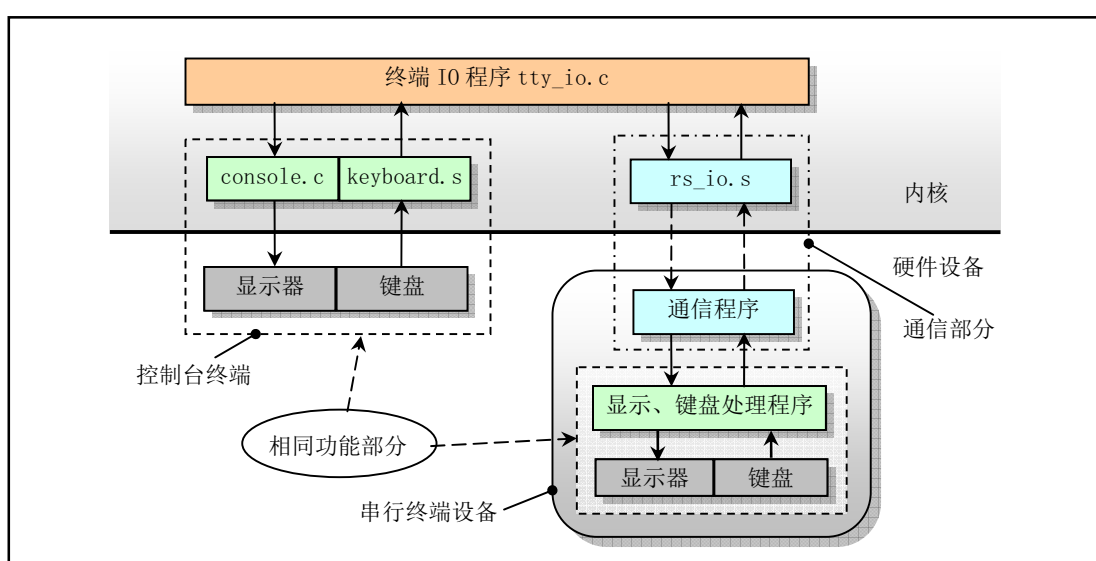 终端 IO 程序 tty_io.c
console.c keyboard.s
rs_io.s
内核
显示器 键盘
硬件设备
通信程序
通信部分
控制台终端
显示、键盘处理程序
相同功能部分
显示器 键盘
串行终端设备